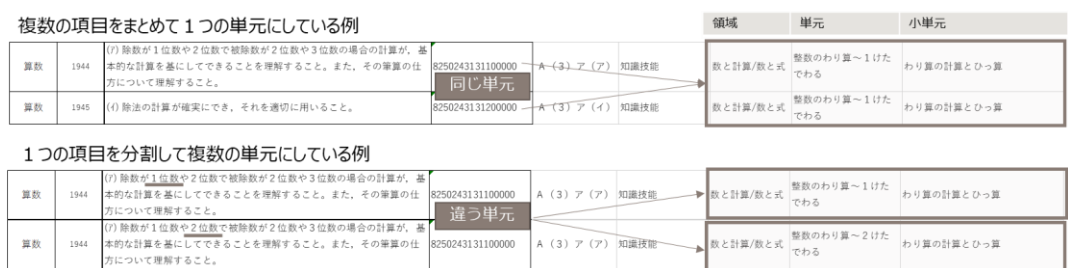 複数の項目をまとめて１つの単元にしている例
領域 単元 小単元
算数 1944 (ｱ) 除数が１位数や２位数で被除数が２位数や３位数の場合の計算が，基
本的な計算を基にしてできることを理解すること。また，その筆算の仕
方について理解すること。 8250243131100000 A（３）ア（ア） 知識技能 数と計算/数と式 整数のわり算～１けた
でわる わり算の計算とひっ算
同じ単元
算数 1945 (ｲ) 除法の計算が確実にでき，それを適切に用いること。 8250243131200000 A（３）ア（イ） 知識技能 数と計算/数と式 整数のわり算～１けた
でわる わり算の計算とひっ算
１つの項目を分割して複数の単元にしている例
算数 1944 (ｱ) 除数が１位数や２位数で被除数が２位数や３位数の場合の計算が，基
本的な計算を基にしてできることを理解すること。また，その筆算の仕
方について理解すること。 8250243131100000 A（３）ア（ア） 知識技能 数と計算/数と式 整数のわり算～１けた
でわる わり算の計算とひっ算
違う単元
算数 1944 (ｱ) 除数が１位数や２位数で被除数が２位数や３位数の場合の計算が，基
本的な計算を基にしてできることを理解すること。また，その筆算の仕
方について理解すること。 8250243131100000 A（３）ア（ア） 知識技能 数と計算/数と式 整数のわり算～２けた
でわる わり算の計算とひっ算